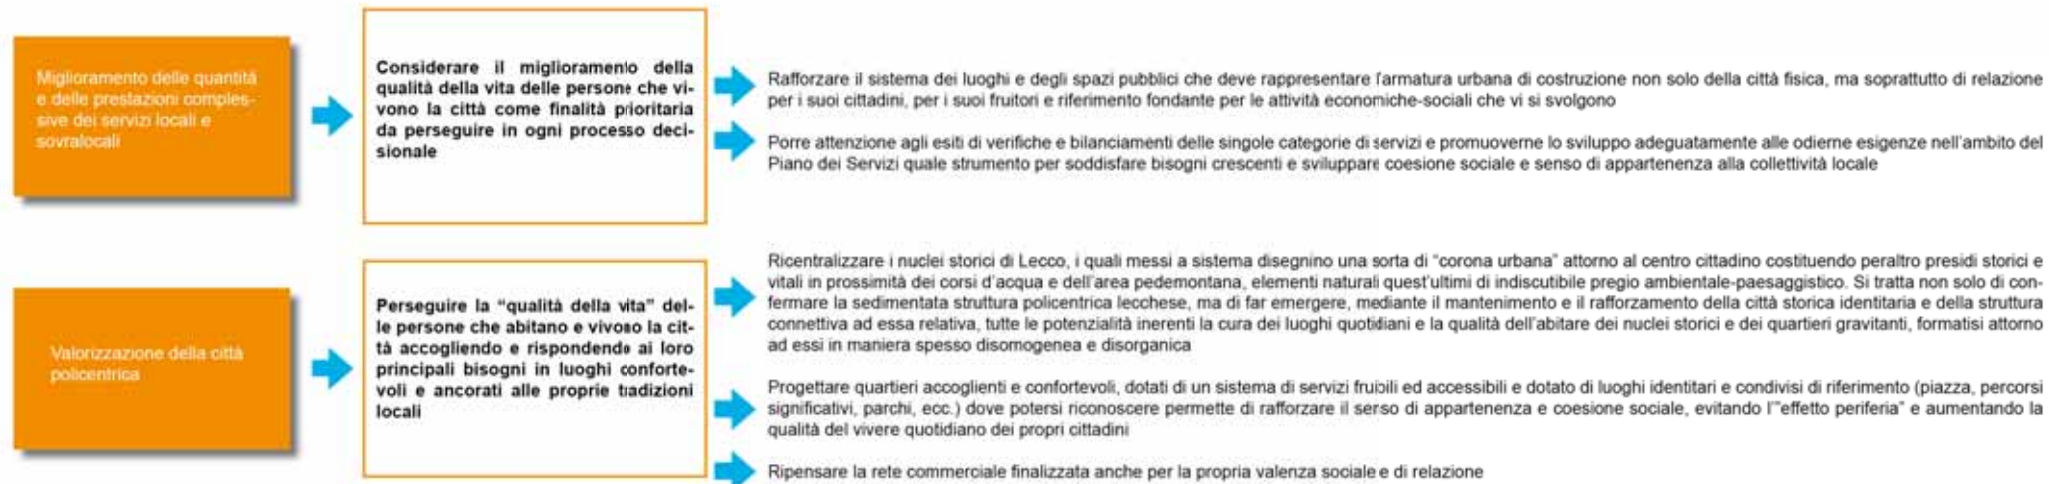 Miglioramento delle quantità
e delle prestazioni comples-
sive dei servizi locali e
sovralocali
Considerare il miglioramento della
qualità della vita delle persone che vi-
vono la città come finalità prioritaria
da perseguire in ogni processo deci-
sionale
Rafforzare il sistema dei luoghi e degli spazi pubblici che deve rappresentare l'armatura urbana di costruzione non solo della città fisica, ma soprattutto di relazione
per i suoi cittadini, per i suoi fruitori e riferimento fondante per le attività economiche-sociali che vi si svolgono
Porre attenzione agli esiti di verifiche e bilanciamenti delle singole categorie di servizi e promuoverne lo sviluppo adeguatamente alle odierne esigenze nell'ambito del
Piano dei Servizi quale strumento per soddisfare bisogni crescenti e sviluppare coesione sociale e senso di appartenenza alla collettività locale
Valorizzazione della città
policentrica
Perseguire la "qualità della vita" del-
le persone che abitano e vivono la cit-
tà accogliendo e rispondendo ai loro
principali bisogni in luoghi conforte-
voli e ancorati alle proprie tradizioni
locali
Ricentralizzare i nuclei storici di Lecco, i quali messi a sistema disegnino una sorta di "corona urbana" attorno al centro cittadino costituendo peraltro presidi storici e
vitali in prossimità dei corsi d'acqua e dell'area pedemontana, elementi naturali quest'ultimi di indiscutibile pregio ambientale-paesaggistico. Si tratta non solo di con-
fermare la sedimentata struttura policentrica lecchese, ma di far emergere, mediante il mantenimento e il rafforzamento della città storica identitaria e della struttura
connettiva ad essa relativa, tutte le potenzialità inerenti la cura dei luoghi quotidiani e la qualità dell'abitare dei nuclei storici e dei quartieri gravitanti, formatisi attorno
ad essi in maniera spesso disomogenea e disorganica
Progettare quartieri accoglienti e confortevoli, dotati di un sistema di servizi fruibili ed accessibili e dotato di luoghi identitari e condivisi di riferimento (piazza, percorsi
significativi, parchi, ecc.) dove potersi riconoscere permette di rafforzare il senso di appartenenza e coesione sociale, evitando l'"effetto periferia" e aumentando la
qualità del vivere quotidiano dei propri cittadini
Ripensare la rete commerciale finalizzata anche per la propria valenza sociale e di relazione